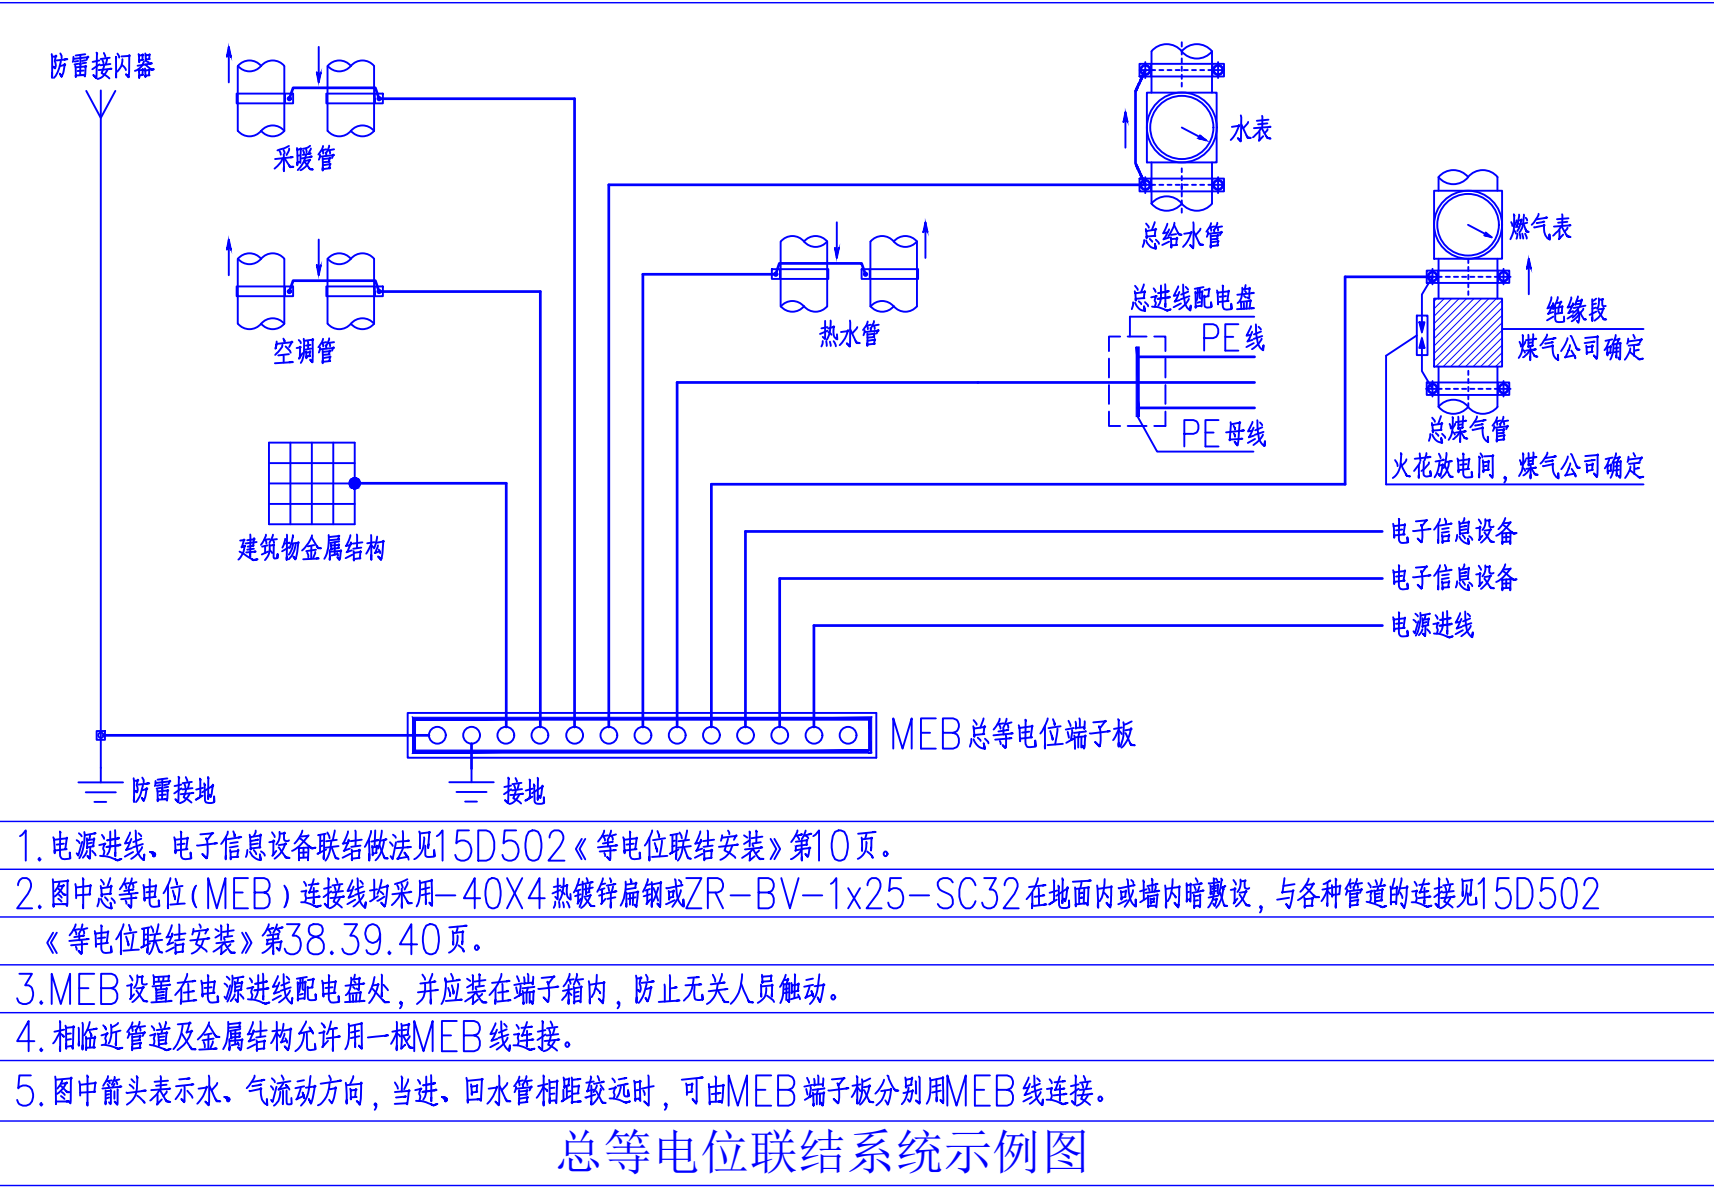 防雷接闪器
采暖管
水表
总给水管
燃气表
空调管
热水管
总进线配电盘
PE线
绝缘段
煤气公司确定
PE母线
总煤气管
火花放电间，煤气公司确定
建筑物金属结构
电子信息设备
电子信息设备
电源进线
MEB总等电位端子板
防雷接地
接地
1.电源进线、电子信息设备联结做法见15D502《等电位联结安装》第10页。
2.图中总等电位(MEB)连接线均采用-40X4热镀锌扁钢或ZR-BV-1x25-SC32在地面内或墙内暗敷设，与各种管道的连接见15D502
《等电位联结安装》第38.39.40页。
3.MEB设置在电源进线配电盘处，并应装在端子箱内，防止无关人员触动。
4.相临近管道及金属结构允许用一根MEB线连接。
5.图中箭头表示水、气流动方向，当进、回水管相距较远时，可由MEB端子板分别用MEB线连接。
总等电位联结系统示例图